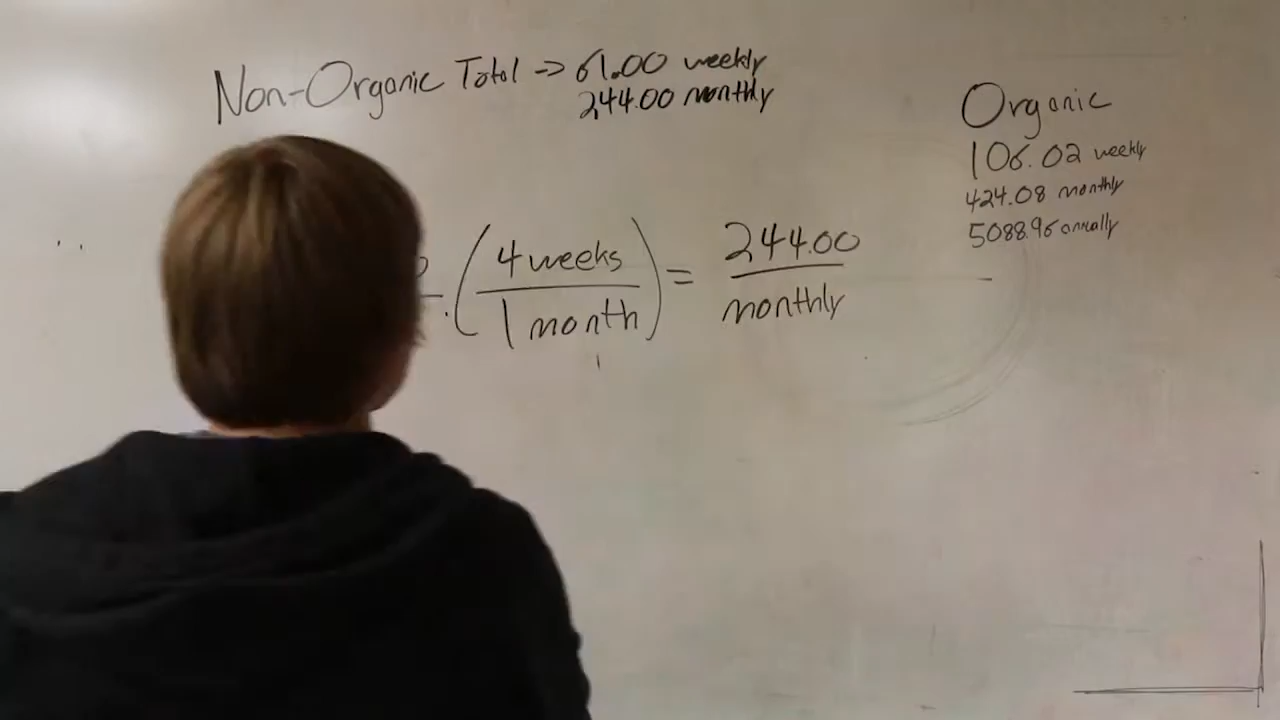 Non-Organic Total -> 61.00 weekly
244.00 monthly
Organic
106.02 weekly
424.08 monthly
5088.96 annually
(4 weeks / 1 month) = 244.00 / monthly